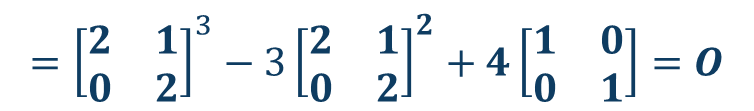 = [2 1; 0 2]^3 − 3 [2 1; 0 2]^2 + 4 [1 0; 0 1] = O